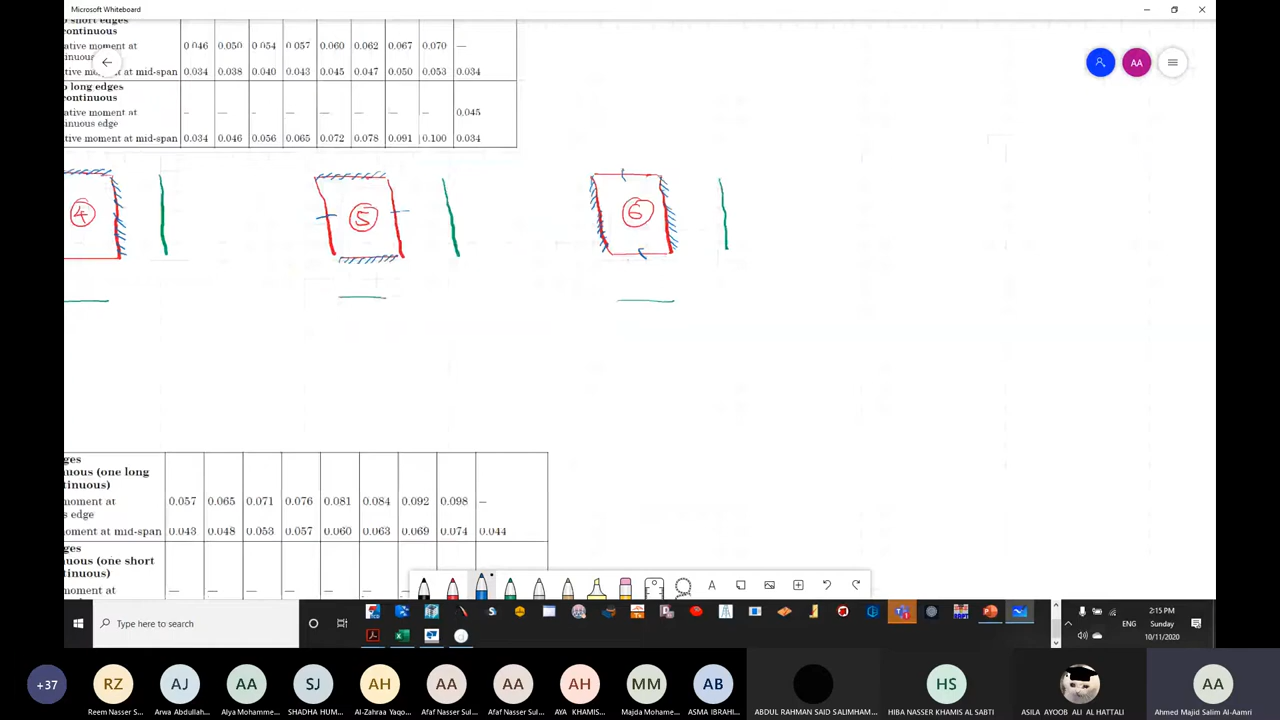 Microsoft Whiteboard
o short edges
continuous
ative moment at
tinuous
0.046 0.050 0.054 0.057 0.060 0.062 0.067 0.070 —
tive moment at mid-span 0.034 0.038 0.040 0.043 0.045 0.047 0.050 0.053 0.034
o long edges
continuous
ative moment at
nuous edge
– – – — — — — – 0.045
tive moment at mid-span 0.034 0.046 0.056 0.065 0.072 0.078 0.091 0.100 0.034
AA
4 5 6
ges
uous (one long
tinuous)
moment at
s edge
0.057 0.065 0.071 0.076 0.081 0.084 0.092 0.098 —
oment at mid-span 0.043 0.048 0.053 0.057 0.060 0.063 0.069 0.074 0.044
ges
uous (one short
tinuous)
moment at — — — — — —
A
Type here to search
ENG
2:15 PM
Sunday
10/11/2020
+37 RZ AJ AA SJ AH AA AA AH MM AB HS AA
Reem Nasser S... Arwa Abdullah... Alya Mohamme... SHADHA HUM... Al-Zahraa Yaqo... Afaf Nasser Sul... Afaf Nasser Sul... AYA KHAMIS... Majda Mohame... ASMA IBRAHI... ABDUL RAHMAN SAID SALIMHAM... HIBA NASSER KHAMIS AL SABTI ASILA AYOOB ALI AL HATTALI Ahmed Majid Salim Al-Aamri